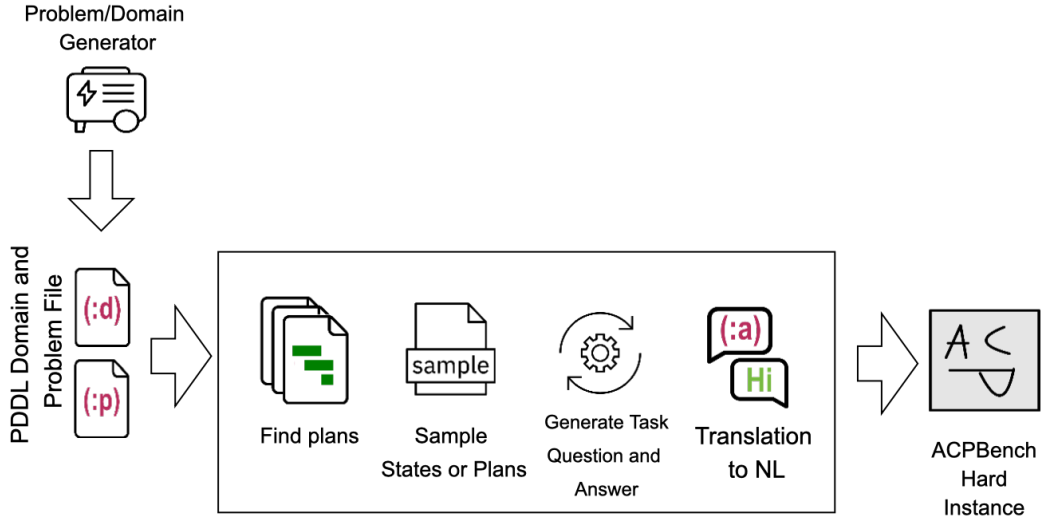 Problem/Domain
Generator
PDDL Domain and
Problem File
(:d)
(:p)
sample
(:a)
Hi
Find plans
Sample
States or Plans
Generate Task
Question and
Answer
Translation
to NL
A C
P
ACPBench
Hard
Instance